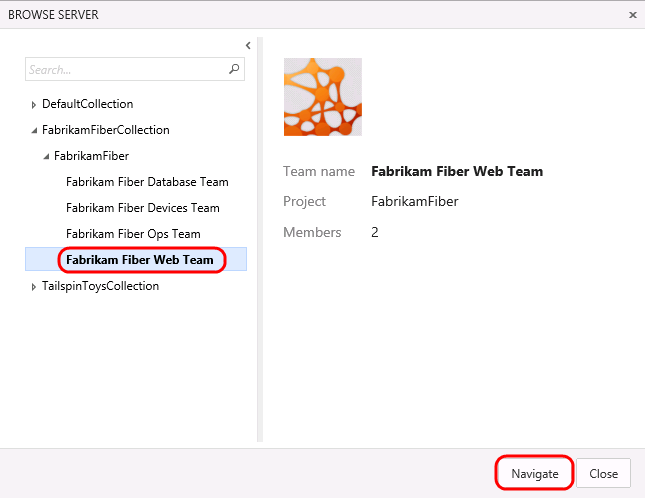 BROWSE SERVER
Search...
DefaultCollection
FabrikamFiberCollection
FabrikamFiber
Fabrikam Fiber Database Team
Fabrikam Fiber Devices Team
Fabrikam Fiber Ops Team
Fabrikam Fiber Web Team
TailspinToysCollection
Team name Fabrikam Fiber Web Team
Project FabrikamFiber
Members 2
Navigate Close